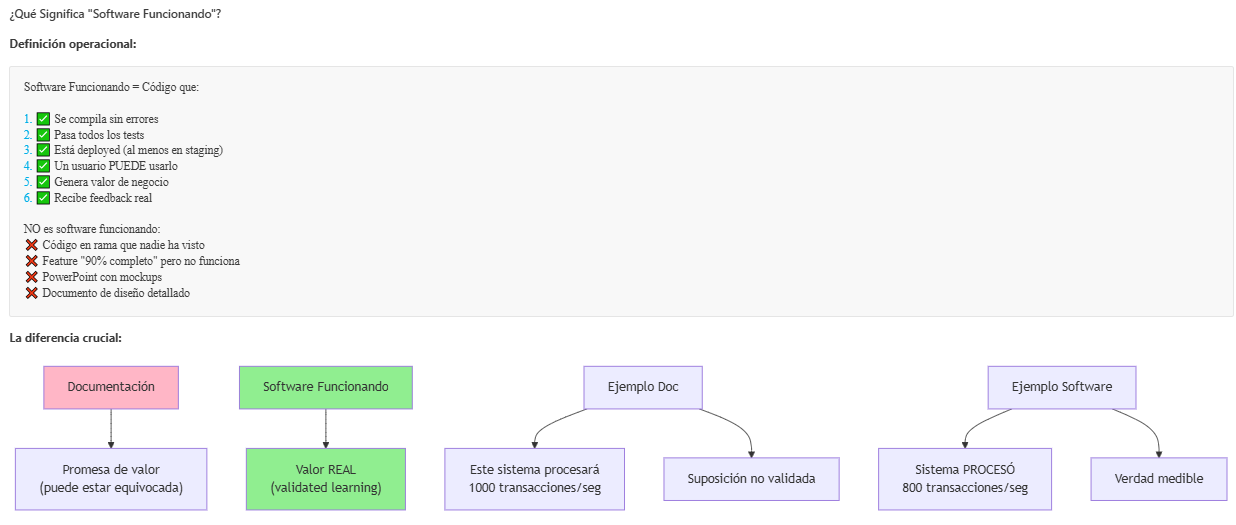 ¿Qué Significa "Software Funcionando"?
Definición operacional:
Software Funcionando = Código que:
1. ✅ Se compila sin errores
2. ✅ Pasa todos los tests
3. ✅ Está deployed (al menos en staging)
4. ✅ Un usuario PUEDE usarlo
5. ✅ Genera valor de negocio
6. ✅ Recibe feedback real
NO es software funcionando:
❌ Código en rama que nadie ha visto
❌ Feature "90% completo" pero no funciona
❌ PowerPoint con mockups
❌ Documento de diseño detallado
La diferencia crucial:
Documentación
Promesa de valor
(puede estar equivocada)
Software Funcionando
Valor REAL
(validated learning)
Ejemplo Doc
Este sistema procesará
1000 transacciones/seg
Suposición no validada
Ejemplo Software
Sistema PROCESÓ
800 transacciones/seg
Verdad medible